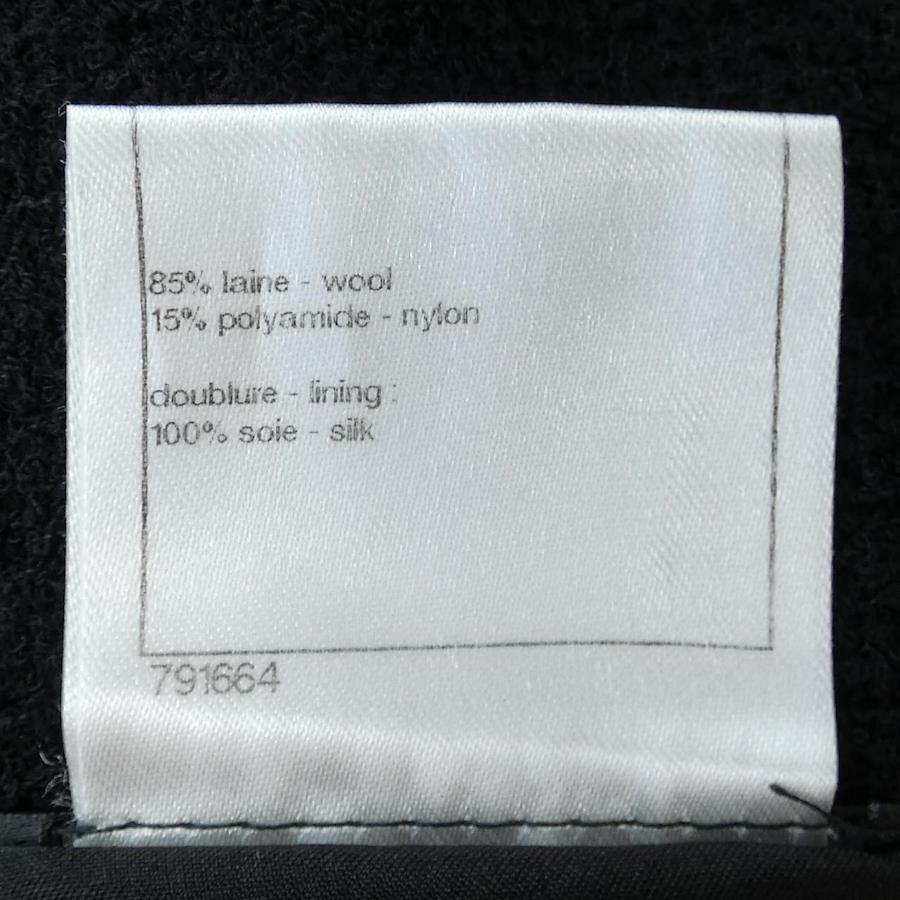 85% laine - wool
15% polyamide - nylon
doublure - lining :
100% soie - silk
791664